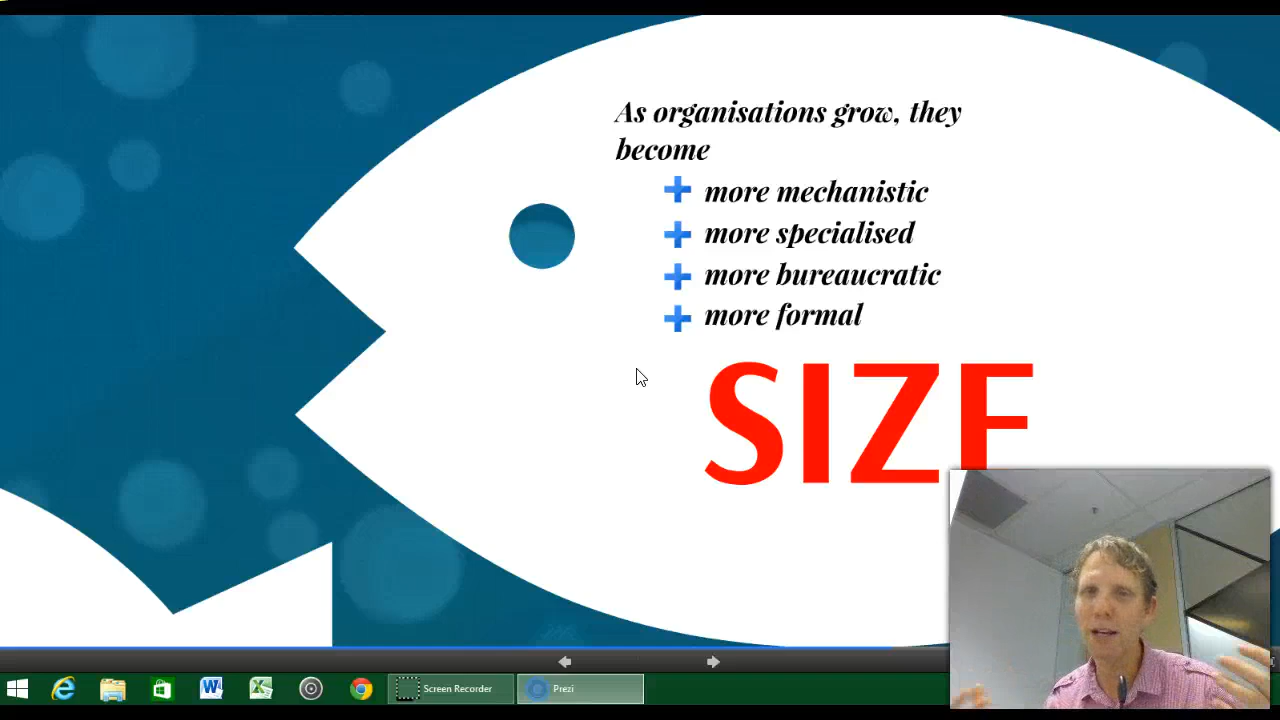 As organisations grow, they
become
more mechanistic
more specialised
more bureaucratic
more formal
SIZE
Screen Recorder
Prezi